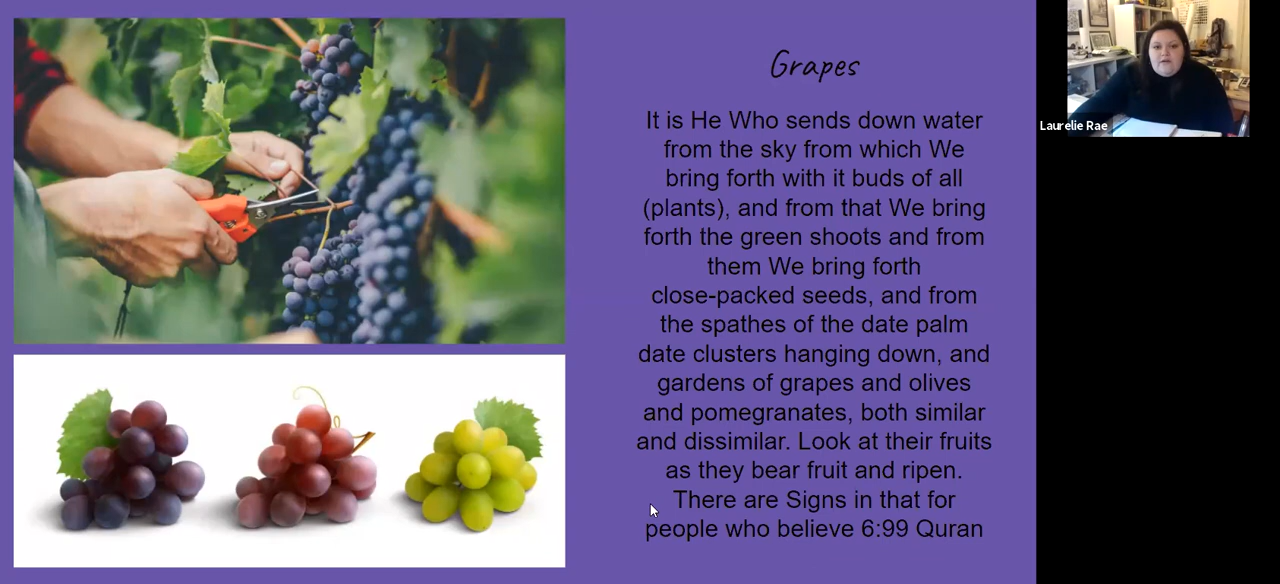 Grapes
It is He Who sends down water
from the sky from which We
bring forth with it buds of all
(plants), and from that We bring
forth the green shoots and from
them We bring forth
close-packed seeds, and from
the spathes of the date palm
date clusters hanging down, and
gardens of grapes and olives
and pomegranates, both similar
and dissimilar. Look at their fruits
as they bear fruit and ripen.
There are Signs in that for
people who believe 6:99 Quran
Laurelie Rae